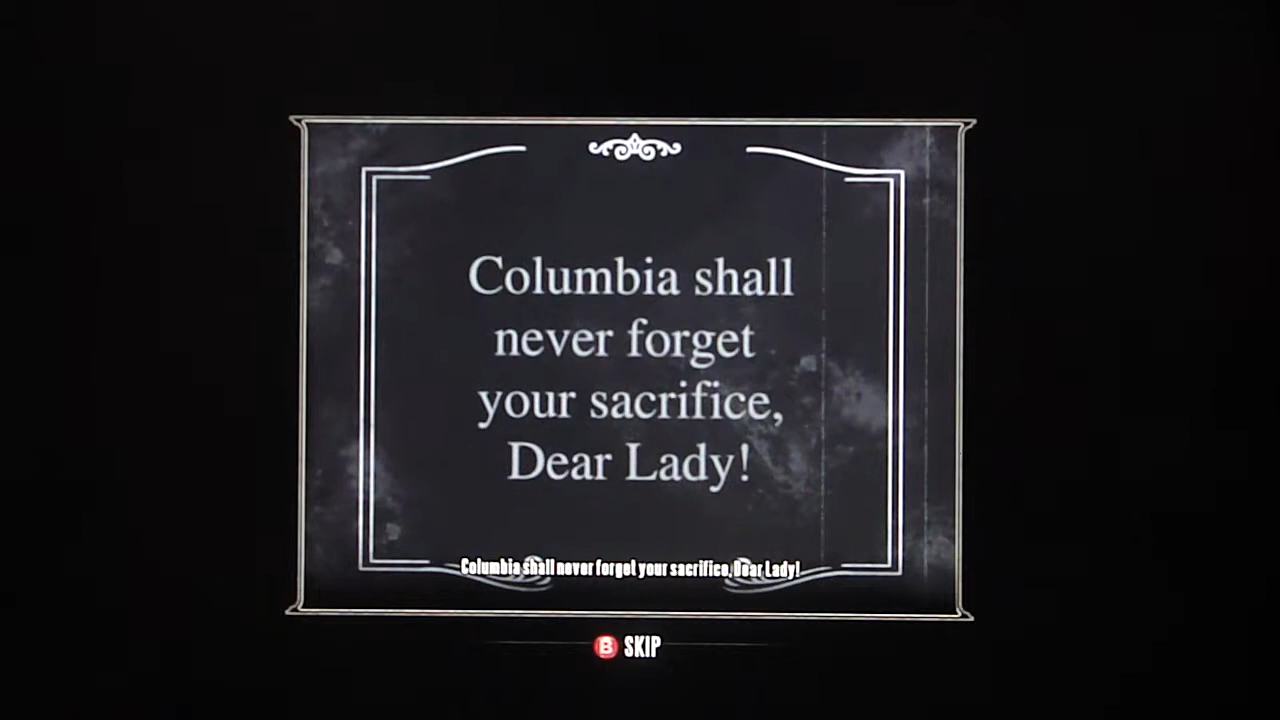 Columbia shall
never forget
your sacrifice,
Dear Lady!
Columbia shall never forget your sacrifice, Dear Lady!
B SKIP